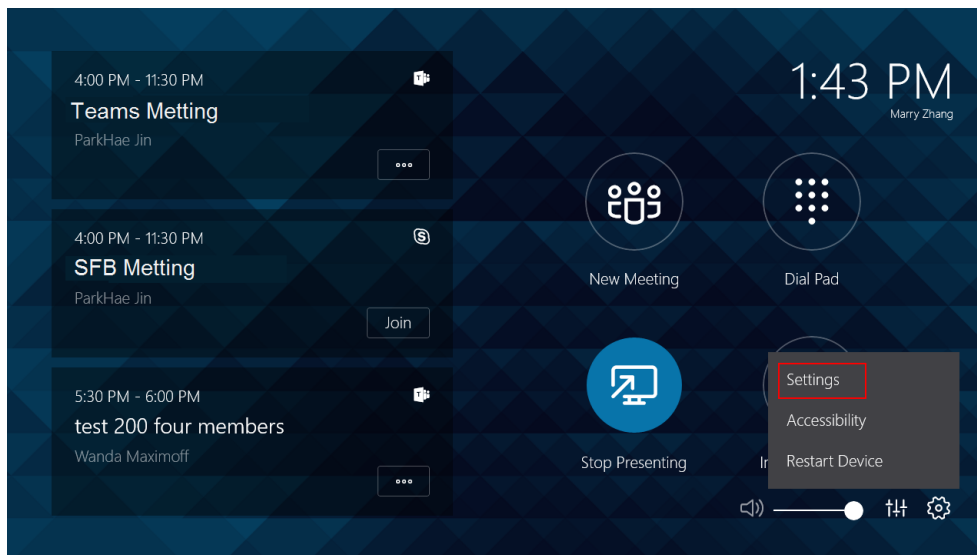 4:00 PM - 11:30 PM
Teams Metting
ParkHae Jin
4:00 PM - 11:30 PM
SFB Metting
ParkHae Jin
Join
5:30 PM - 6:00 PM
test 200 four members
Wanda Maximoff
1:43 PM
Marry Zhang
New Meeting
Dial Pad
Stop Presenting
Settings
Accessibility
Restart Device